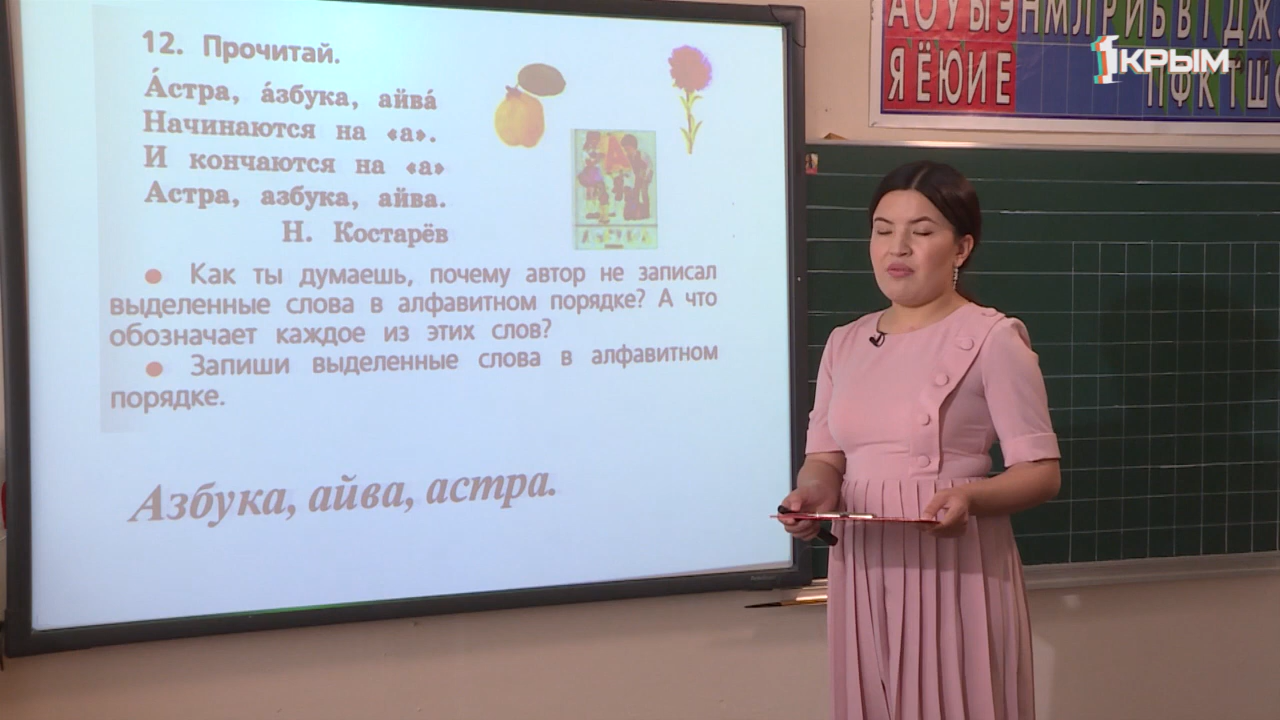 12. Прочитай.
А́стра, а́збука, айва́
Начинаются на «а».
И кончаются на «а»
Астра, азбука, айва.
Н. Костарёв
● Как ты думаешь, почему автор не записал
выделенные слова в алфавитном порядке? А что
обозначает каждое из этих слов?
● Запиши выделенные слова в алфавитном
порядке.
Азбука, айва, астра.
А О У Ы Э Н М Л Р Й Б В Г Д Ж
Я Ё Ю И Е П Ф К Т Ш
1 КРЫМ